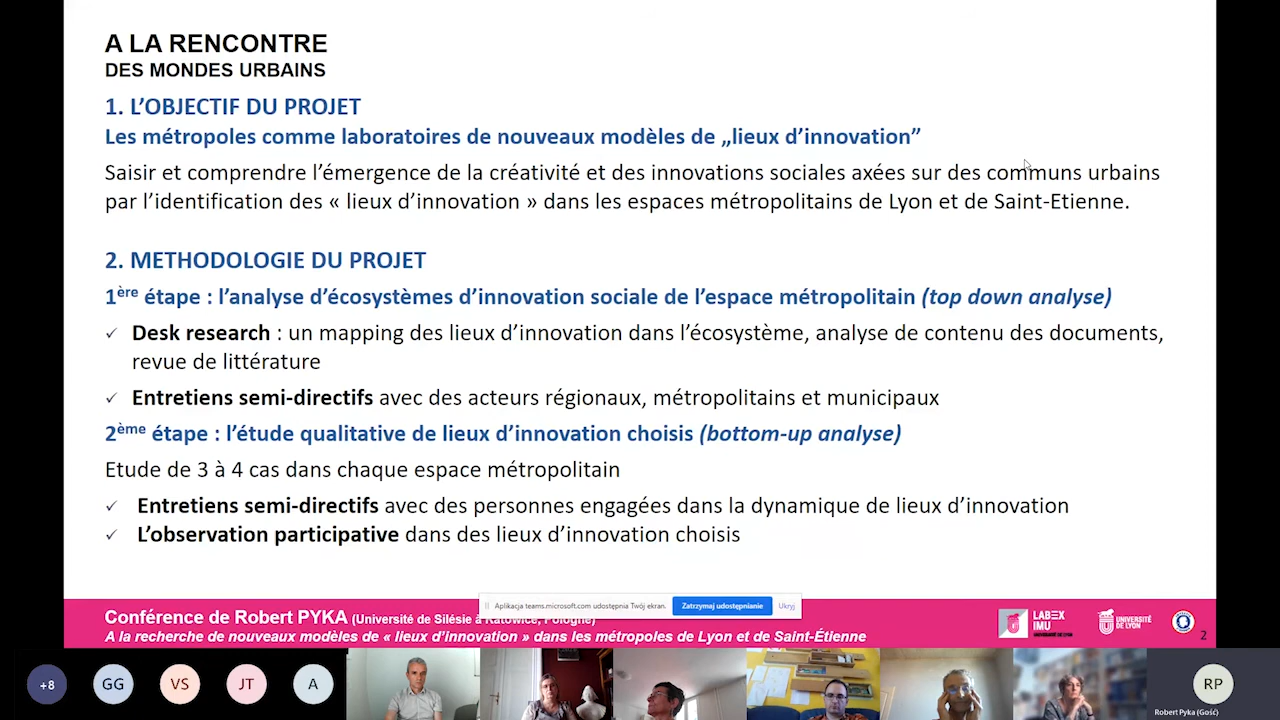 A LA RENCONTRE
DES MONDES URBAINS
1. L’OBJECTIF DU PROJET
Les métropoles comme laboratoires de nouveaux modèles de „lieux d’innovation”
Saisir et comprendre l’émergence de la créativité et des innovations sociales axées sur des communs urbains
par l’identification des « lieux d’innovation » dans les espaces métropolitains de Lyon et de Saint-Etienne.
2. METHODOLOGIE DU PROJET
1ère étape : l’analyse d’écosystèmes d’innovation sociale de l’espace métropolitain (top down analyse)
✓ Desk research : un mapping des lieux d’innovation dans l’écosystème, analyse de contenu des documents,
revue de littérature
✓ Entretiens semi-directifs avec des acteurs régionaux, métropolitains et municipaux
2ème étape : l’étude qualitative de lieux d’innovation choisis (bottom-up analyse)
Etude de 3 à 4 cas dans chaque espace métropolitain
✓ Entretiens semi-directifs avec des personnes engagées dans la dynamique de lieux d’innovation
✓ L’observation participative dans des lieux d’innovation choisis
Aplikacja teams.microsoft.com udostępnia Twój ekran. Zatrzymaj udostępnianie Ukryj
Conférence de Robert PYKA (Université de Silésie à Katowice, Pologne)
A la recherche de nouveaux modèles de « lieux d’innovation » dans les métropoles de Lyon et de Saint-Étienne
LABEX
IMU
UNIVERSITÉ DE LYON
UNIVERSITÉ
DE LYON
2
+8 GG VS JT A RP
Robert Pyka (Gość)